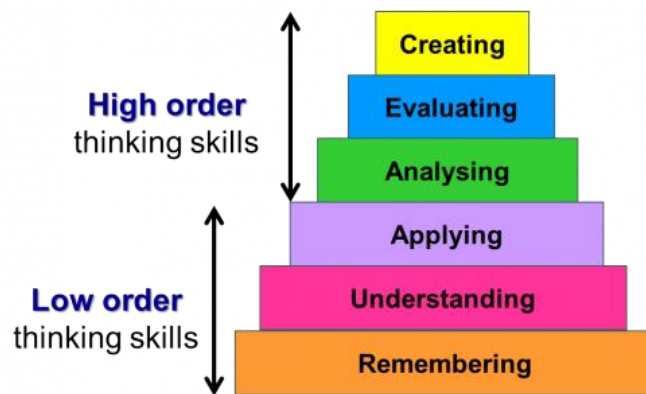 Creating
Evaluating
Analysing
Applying
Understanding
Remembering
High order
thinking skills
Low order
thinking skills